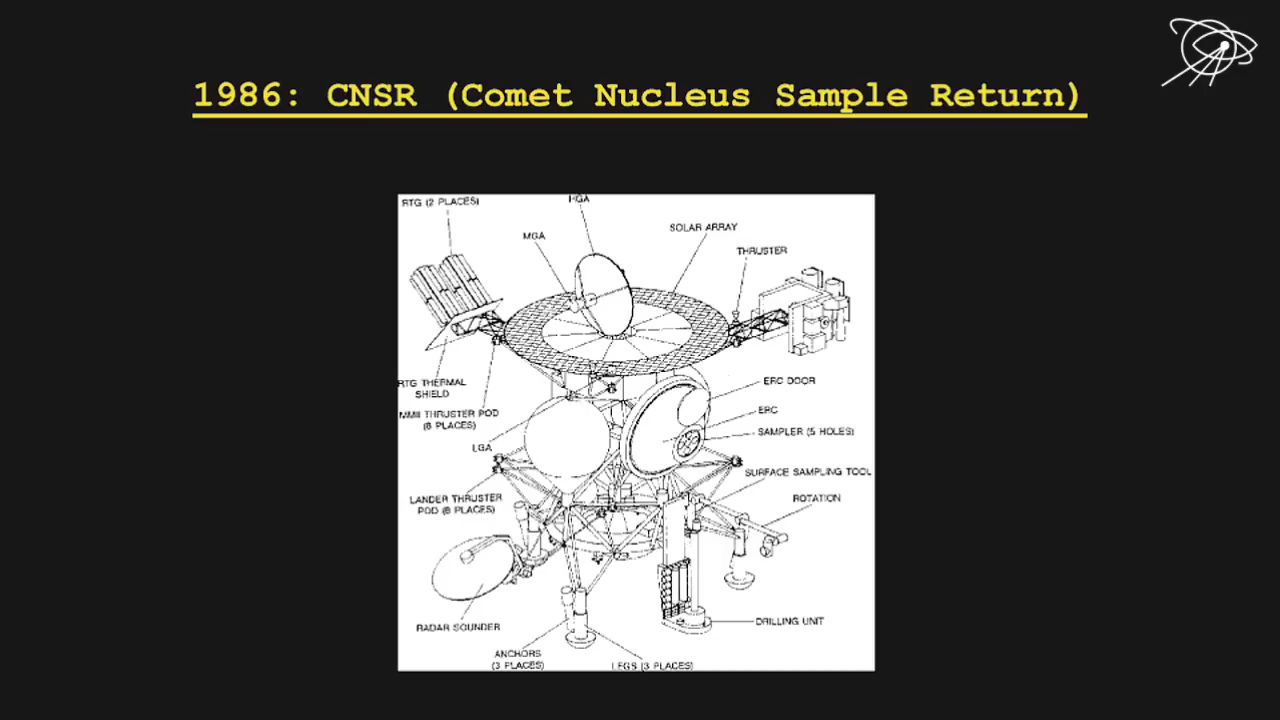 1986: CNSR (Comet Nucleus Sample Return)
RTG (2 PLACES)
HGA
MGA
SOLAR ARRAY
THRUSTER
RTG THERMAL
SHIELD
MMII THRUSTER POD
(8 PLACES)
LGA
ERC DOOR
ERC
SAMPLER (5 HOLES)
SURFACE SAMPLING TOOL
ROTATION
LANDER THRUSTER
POD (8 PLACES)
RADAR SOUNDER
ANCHORS
(3 PLACES)
LEGS (3 PLACES)
DRILLING UNIT